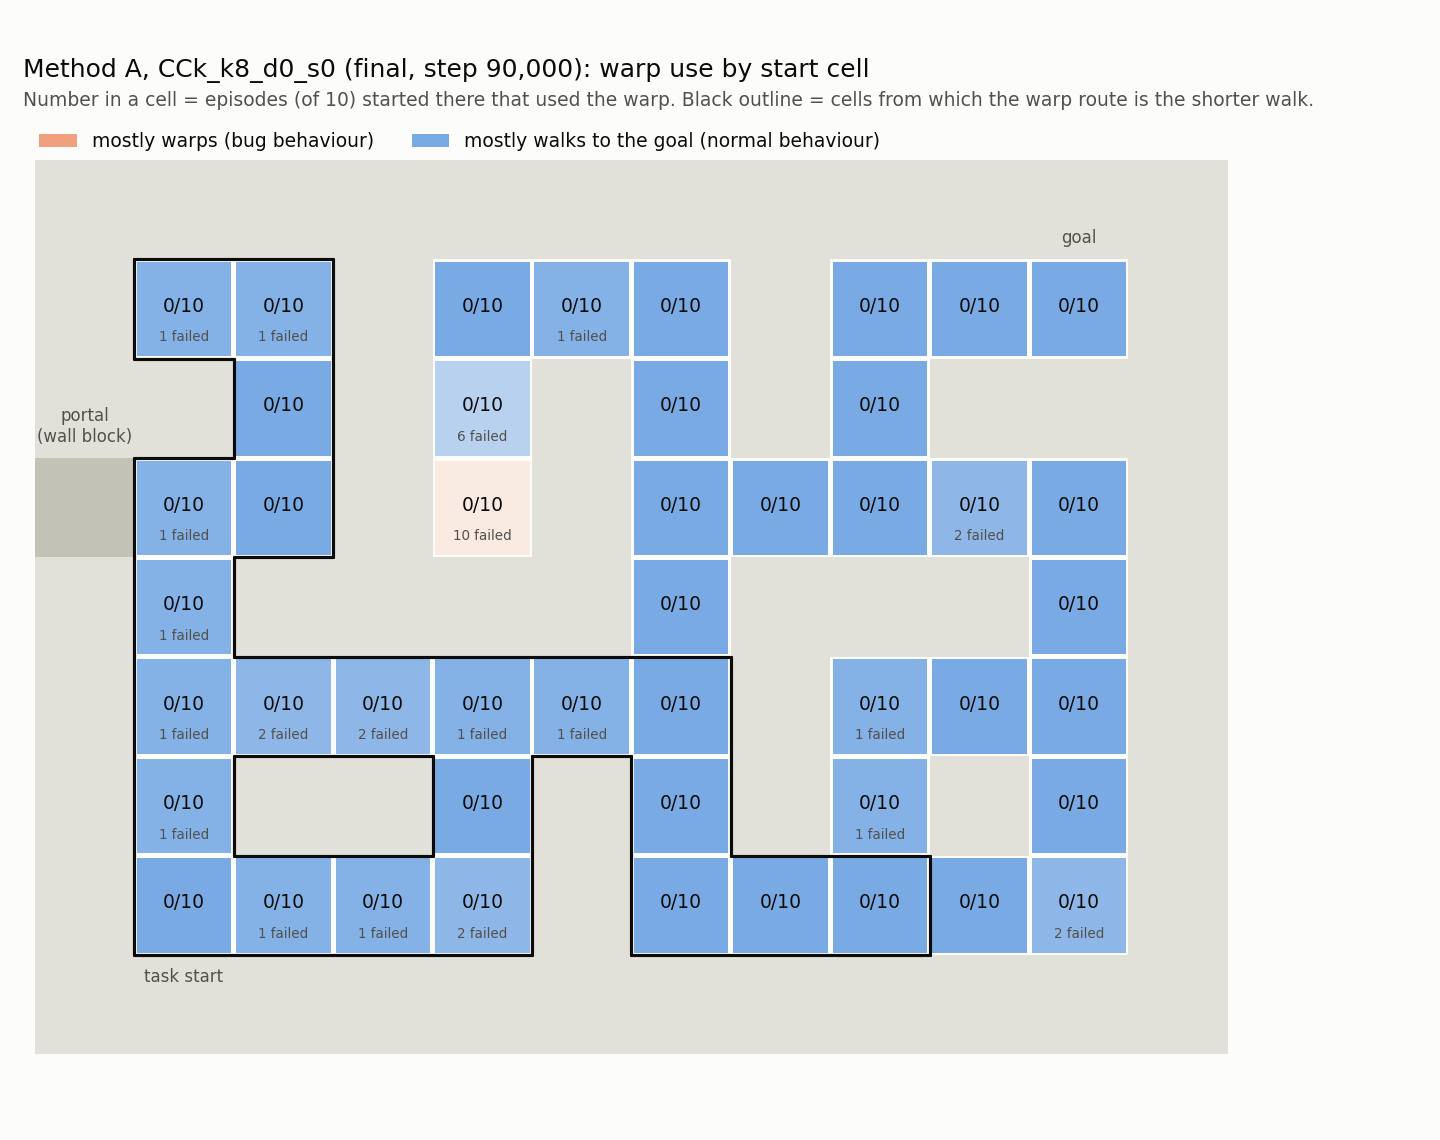 Method A, CCk_k8_d0_s0 (final, step 90,000): warp use by start cell
Number in a cell = episodes (of 10) started there that used the warp. Black outline = cells from which the warp route is the shorter walk.
mostly warps (bug behaviour) mostly walks to the goal (normal behaviour)
goal
0/10 0/10 0/10 0/10 0/10 0/10 0/10 0/10
1 failed 1 failed 1 failed
0/10 0/10 0/10 0/10
portal
(wall block) 6 failed
0/10 0/10 0/10 0/10 0/10 0/10 0/10 0/10
1 failed 10 failed 2 failed
0/10 0/10 0/10
1 failed
0/10 0/10 0/10 0/10 0/10 0/10 0/10 0/10 0/10
1 failed 2 failed 2 failed 1 failed 1 failed 1 failed
0/10 0/10 0/10 0/10 0/10
1 failed 1 failed
0/10 0/10 0/10 0/10 0/10 0/10 0/10 0/10 0/10
1 failed 1 failed 2 failed 2 failed
task start